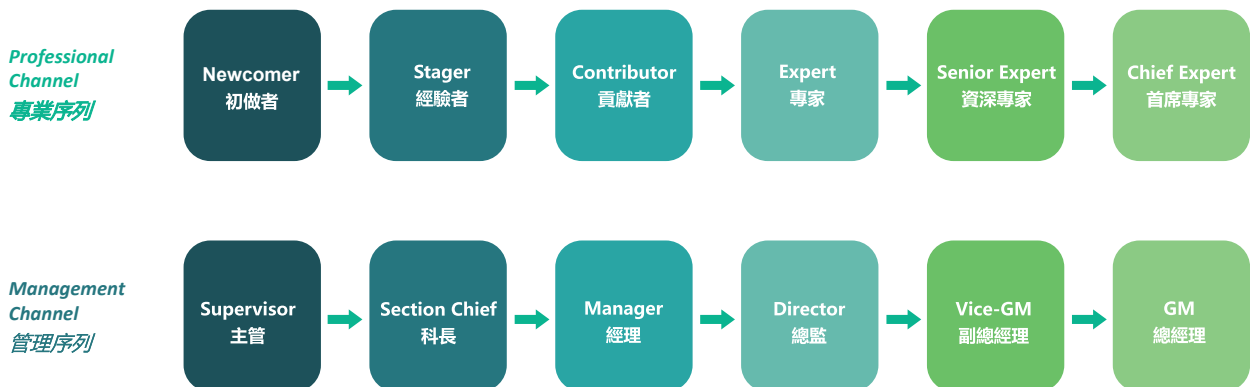 Professional
Channel
專業序列
Newcomer
初做者
Stager
經驗者
Contributor
貢獻者
Expert
專家
Senior Expert
資深專家
Chief Expert
首席專家
Management
Channel
管理序列
Supervisor
主管
Section Chief
科長
Manager
經理
Director
總監
Vice-GM
副總經理
GM
總經理